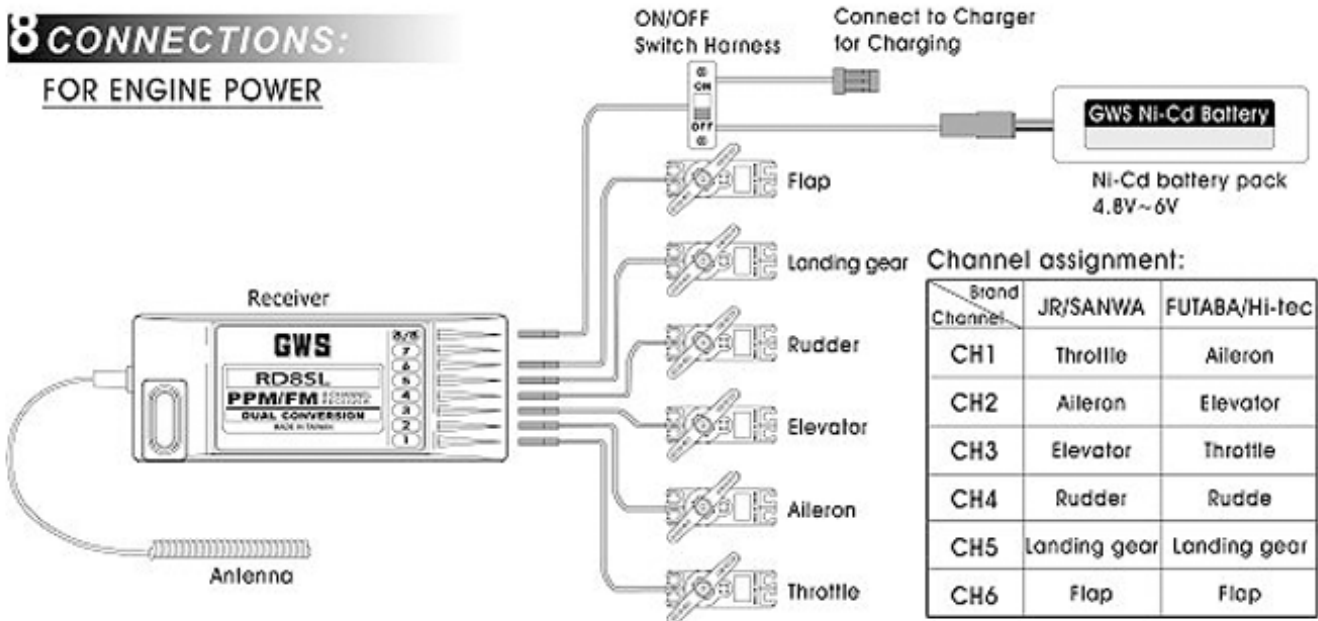 8 CONNECTIONS:
FOR ENGINE POWER
ON/OFF
Switch Harness
Connect to Charger
for Charging
ON
OFF
GWS Ni-Cd Battery
Ni-Cd battery pack
4.8V~6V
Flap
Landing gear
Rudder
Elevator
Aileron
Throttle
Receiver
GWS
RD8SL
PPM/FM 8 CHANNEL RECEIVER
DUAL CONVERSION
MADE IN TAIWAN
7
6
5
4
3
2
1
Antenna
Channel assignment:
Brand
Channel
JR/SANWA FUTABA/Hi-tec
CH1 Throttle Aileron
CH2 Aileron Elevator
CH3 Elevator Throttle
CH4 Rudder Rudde
CH5 Landing gear Landing gear
CH6 Flap Flap